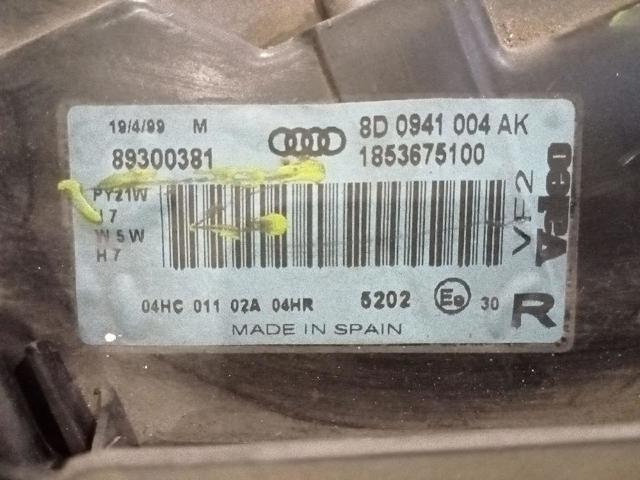 19/4/99 M
8D 0941 004 AK
89300381
1853675100
PY21W
H7
W5W
H7
VF2
Valeo
04HC 011 02A 04HR 5202 E9 30 R
MADE IN SPAIN